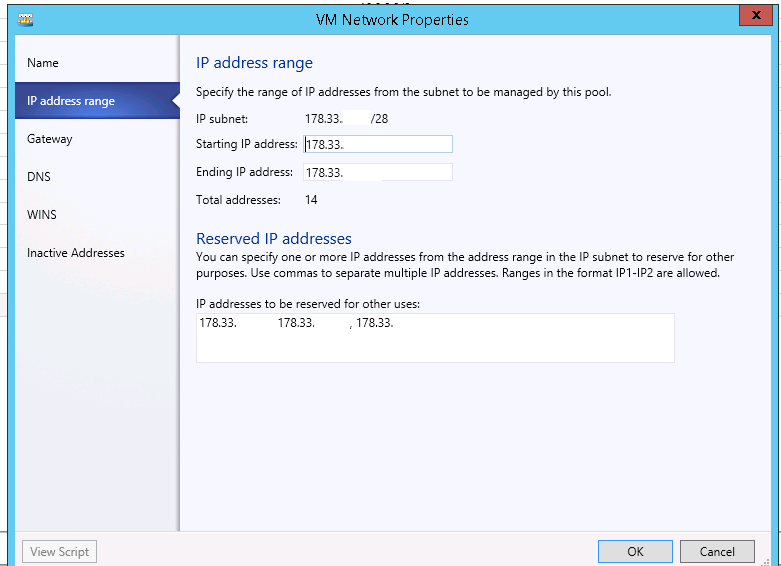 VM Network Properties
x
Name
IP address range
Gateway
DNS
WINS
Inactive Addresses
IP address range
Specify the range of IP addresses from the subnet to be managed by this pool.
IP subnet: 178.33. /28
Starting IP address: 178.33.
Ending IP address: 178.33.
Total addresses: 14
Reserved IP addresses
You can specify one or more IP addresses from the address range in the IP subnet to reserve for other
purposes. Use commas to separate multiple IP addresses. Ranges in the format IP1-IP2 are allowed.
IP addresses to be reserved for other uses:
178.33. 178.33. , 178.33.
View Script
OK
Cancel